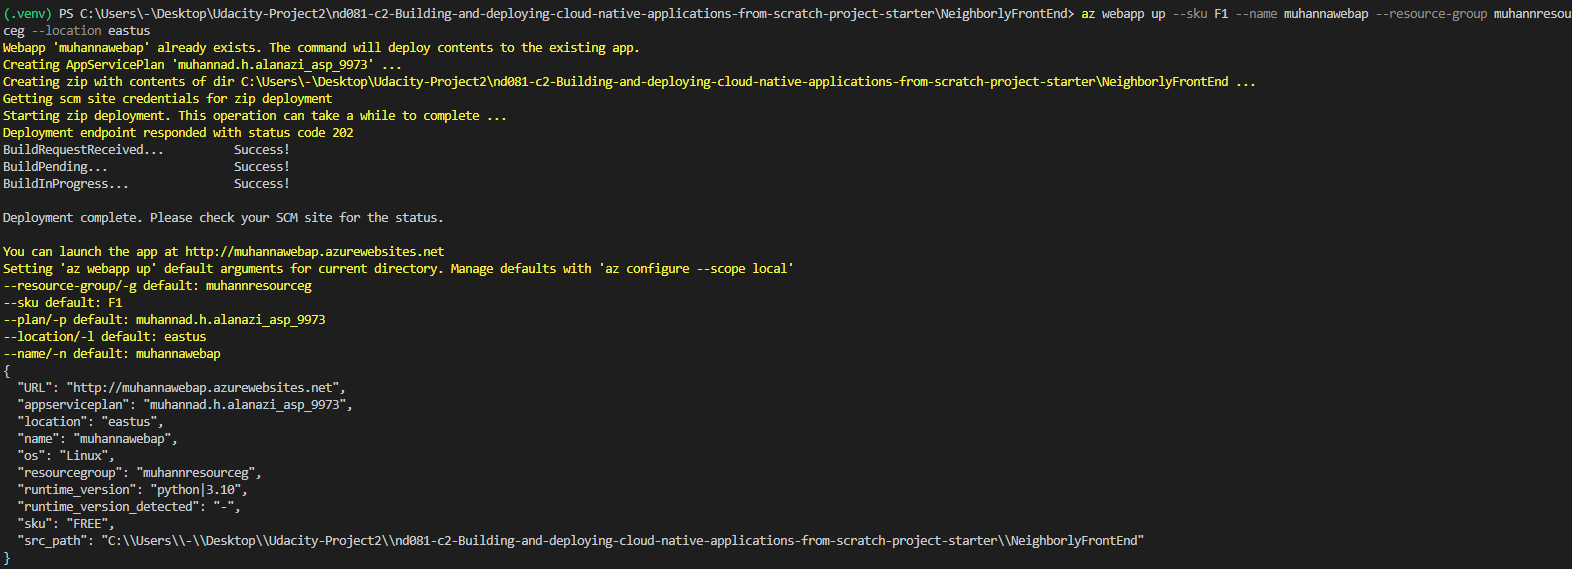 (.venv) PS C:\Users\-\Desktop\Udacity-Project2\nd081-c2-Building-and-deploying-cloud-native-applications-from-scratch-project-starter\NeighborlyFrontEnd> az webapp up --sku F1 --name muhannawebap --resource-group muhannresou
ceg --location eastus
Webapp 'muhannawebap' already exists. The command will deploy contents to the existing app.
Creating AppServicePlan 'muhannad.h.alanazi_asp_9973' ...
Creating zip with contents of dir C:\Users\-\Desktop\Udacity-Project2\nd081-c2-Building-and-deploying-cloud-native-applications-from-scratch-project-starter\NeighborlyFrontEnd ...
Getting scm site credentials for zip deployment
Starting zip deployment. This operation can take a while to complete ...
Deployment endpoint responded with status code 202
BuildRequestReceived...          Success!
BuildPending...                  Success!
BuildInProgress...               Success!
Deployment complete. Please check your SCM site for the status.
You can launch the app at http://muhannawebap.azurewebsites.net
Setting 'az webapp up' default arguments for current directory. Manage defaults with 'az configure --scope local'
--resource-group/-g default: muhannresourceg
--sku default: F1
--plan/-p default: muhannad.h.alanazi_asp_9973
--location/-l default: eastus
--name/-n default: muhannawebap
{
  "URL": "http://muhannawebap.azurewebsites.net",
  "appserviceplan": "muhannad.h.alanazi_asp_9973",
  "location": "eastus",
  "name": "muhannawebap",
  "os": "Linux",
  "resourcegroup": "muhannresourceg",
  "runtime_version": "python|3.10",
  "runtime_version_detected": "-",
  "sku": "FREE",
  "src_path": "C:\\Users\\-\\Desktop\\Udacity-Project2\\nd081-c2-Building-and-deploying-cloud-native-applications-from-scratch-project-starter\\NeighborlyFrontEnd"
}